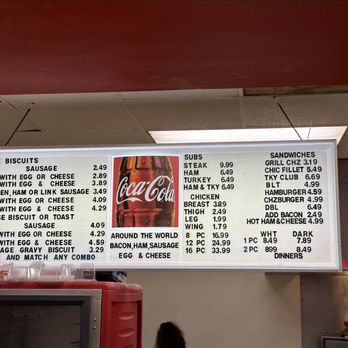 BISCUITS
SAUSAGE 2.49
WITH EGG OR CHEESE 2.89
WITH EGG & CHEESE 3.89
EN,HAM OR LINK SAUSAGE 3.49
WITH EGG OR CHEESE 4.29
WITH EGG & CHEESE 4.29
SE BISCUIT OR TOAST
SAUSAGE 4.09
WITH EGG OR CHEESE 4.29
WITH EGG & CHEESE 4.59
SAGE GRAVY BISCUIT 3.29
AND MATCH ANY COMBO
Coca-Cola
AROUND THE WORLD
BACON,HAM,SAUSAGE
EGG & CHEESE
SUBS
STEAK 9.99
HAM 6.49
TURKEY 6.49
HAM & TKY 6.49
CHICKEN
BREAST 3.89
THIGH 2.49
LEG 1.99
WING 1.79
8 PC 16.99
12 PC 24.99
16 PC 33.99
SANDWICHES
GRILL CHZ 3.19
CHIC FILLET 5.49
TKY CLUB 6.49
BLT 4.99
HAMBURGER 4.59
CHZBURGER 4.99
DBL 6.49
ADD BACON 2.49
HOT HAM& CHEESE 4.99
WHT DARK
1 PC 8.49 7.89
2 PC 899 8.49
DINNERS